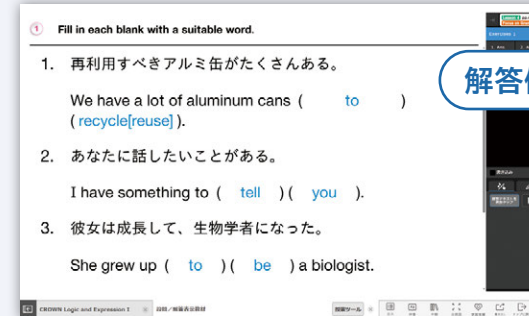 1 Fill in each blank with a suitable word.
1. 再利用すべきアルミ缶がたくさんある。
We have a lot of aluminum cans ( to )
( recycle[reuse] ).
2. あなたに話したいことがある。
I have something to ( tell ) ( you ).
3. 彼女は成長して、生物学者になった。
She grew up ( to ) ( be ) a biologist.
解答
CROWN Logic and Expression I